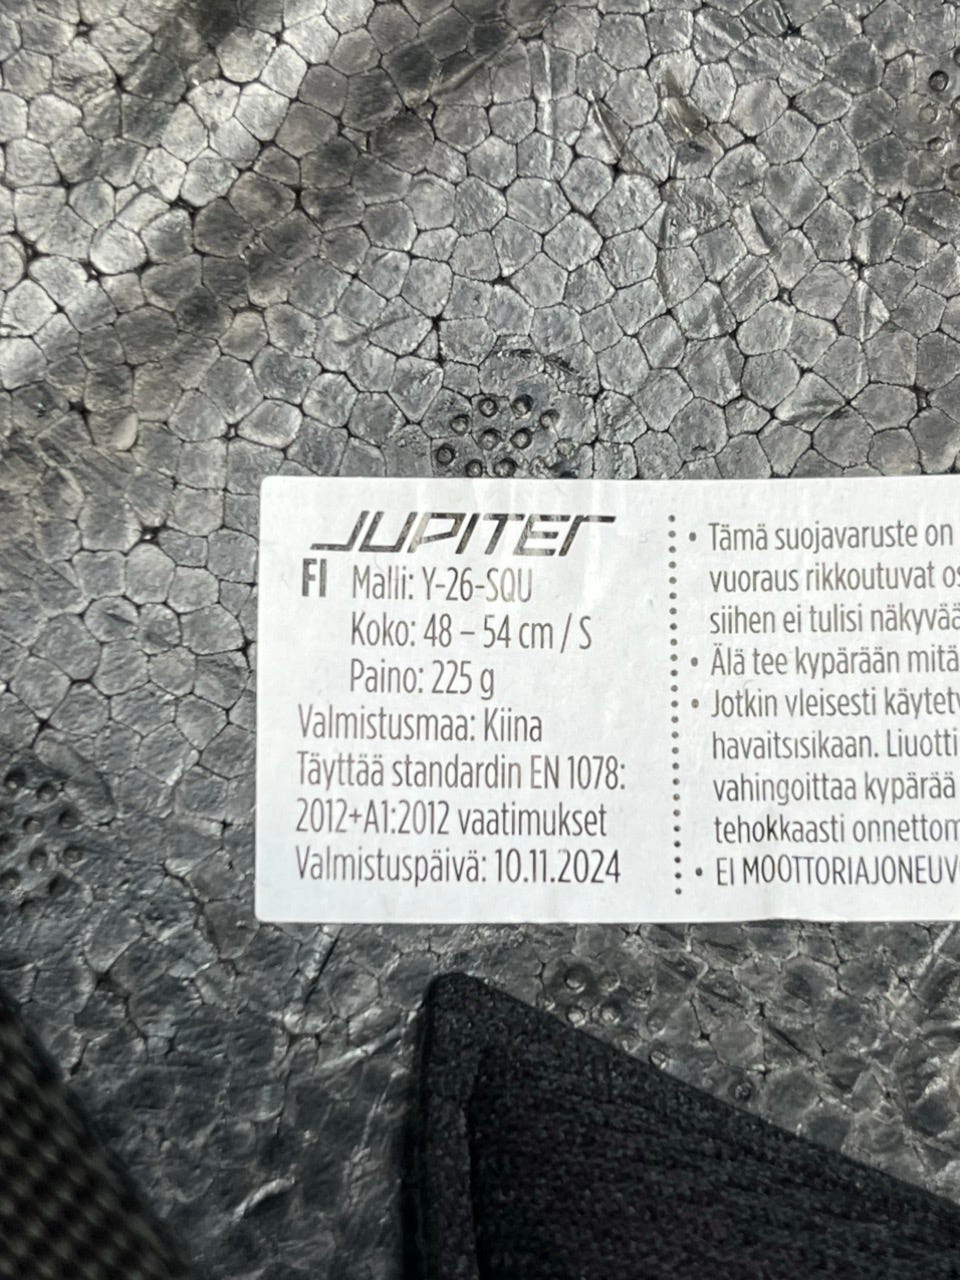 JUPITER
FI Malli: Y-26-SQU
Koko: 48 – 54 cm / S
Paino: 225 g
Valmistusmaa: Kiina
Täyttää standardin EN 1078:
2012+A1:2012 vaatimukset
Valmistuspäivä: 10.11.2024
• Tämä suojavaruste on
vuoraus rikkoutuvat
siihen ei tulisi
• Älä tee kypärään
• Jotkin yleisesti
havaitsisikaan.
vahingoittaa kypärää
tehokkaasti
• EI